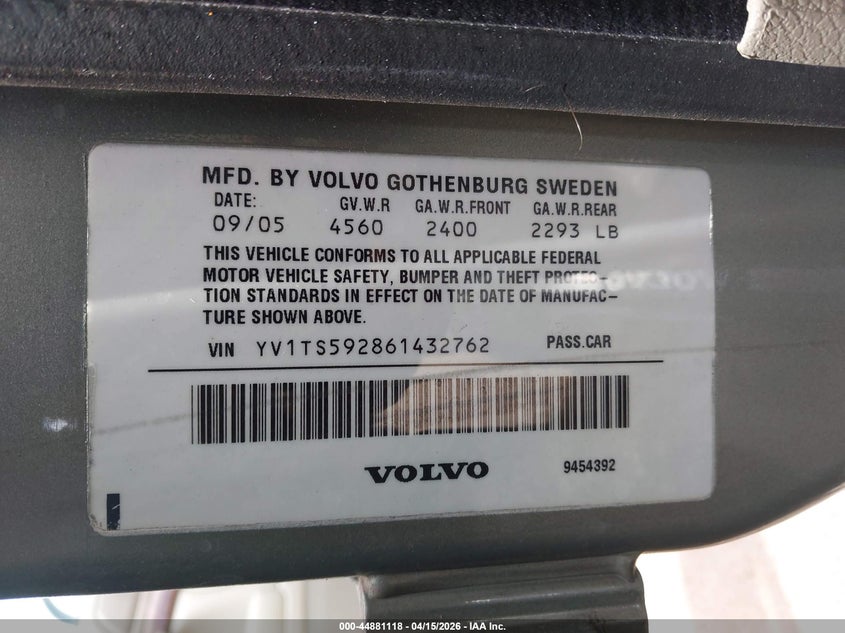 MFD. BY VOLVO GOTHENBURG SWEDEN
DATE: GV.W.R GA.W.R.FRONT GA.W.R.REAR
09/05 4560 2400 2293 LB
THIS VEHICLE CONFORMS TO ALL APPLICABLE FEDERAL
MOTOR VEHICLE SAFETY, BUMPER AND THEFT PROTEC-
TION STANDARDS IN EFFECT ON THE DATE OF MANUFAC-
TURE SHOWN ABOVE.
VIN YV1TS592861432762 PASS.CAR
VOLVO 9454392
000-44881118 - 04/15/2026 - IAA Inc.